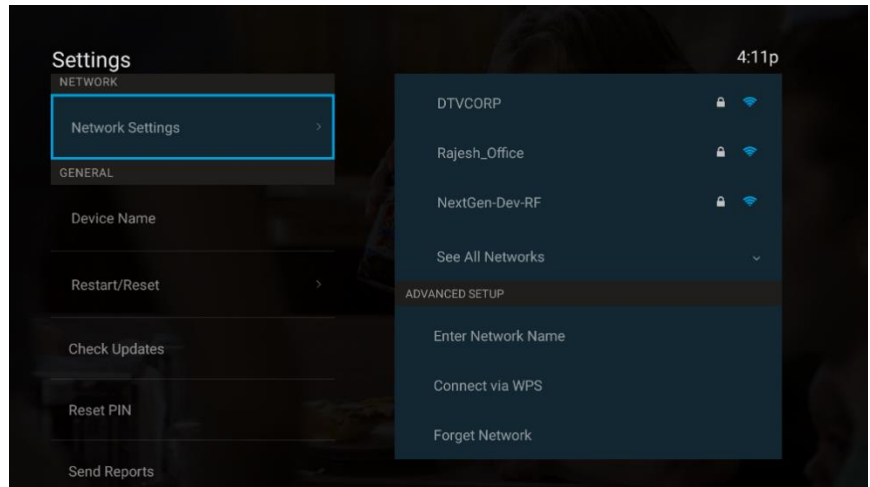 Settings
4:11p
NETWORK
Network Settings
GENERAL
Device Name
Restart/Reset
Check Updates
Reset PIN
Send Reports
DTVCORP
Rajesh_Office
NextGen-Dev-RF
See All Networks
ADVANCED SETUP
Enter Network Name
Connect via WPS
Forget Network